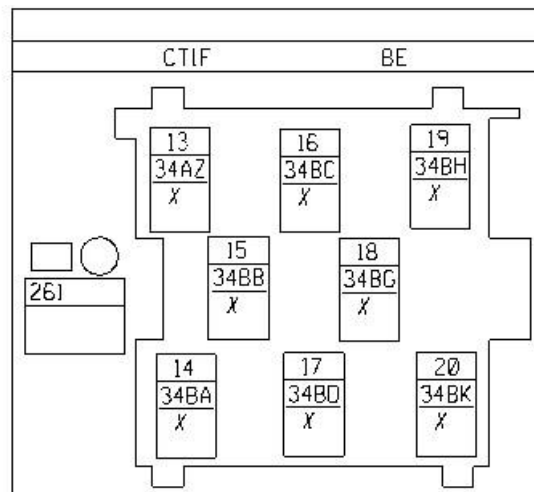 CTIF BE
13
34AZ
X
16
34BC
X
19
34BH
X
15
34BB
X
18
34BG
X
261
14
34BA
X
17
34BD
X
20
34BK
X